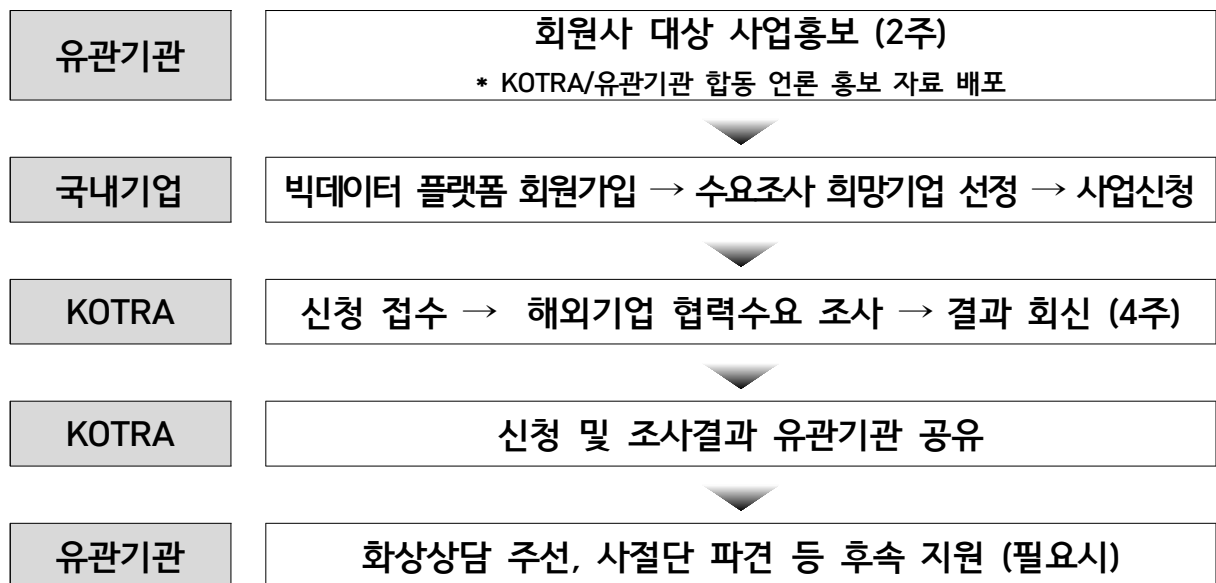 유관기관
회원사 대상 사업홍보 (2주)
* KOTRA/유관기관 합동 언론 홍보 자료 배포
국내기업
빅데이터 플랫폼 회원가입 → 수요조사 희망기업 선정 → 사업신청
KOTRA
신청 접수 → 해외기업 협력수요 조사 → 결과 회신 (4주)
KOTRA
신청 및 조사결과 유관기관 공유
유관기관
화상상담 주선, 사절단 파견 등 후속 지원 (필요시)